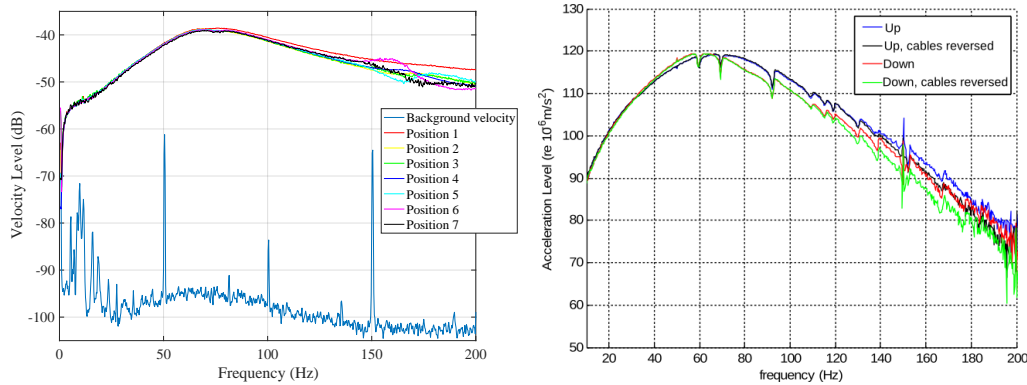 Velocity Level (dB)
-40
-50
-60
-70
-80
-90
-100
0
50
100
150
200
Frequency (Hz)
Background velocity
Position 1
Position 2
Position 3
Position 4
Position 5
Position 6
Position 7
Acceleration Level (re 10^6m/s^2)
130
120
110
100
90
80
70
60
50
20
40
60
80
100
120
140
160
180
200
frequency (Hz)
Up
Up, cables reversed
Down
Down, cables reversed